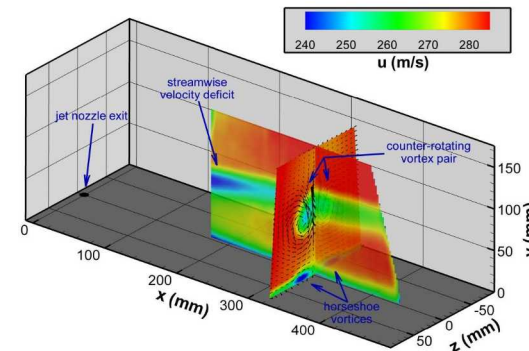 240 250 260 270 280
u (m/s)
streamwise
velocity deficit
jet nozzle exit
counter-rotating
vortex pair
150
100
50
0
y (mm)
0
100
200
300
400
x (mm)
horseshoe
vortices
-50
0
50
z (mm)